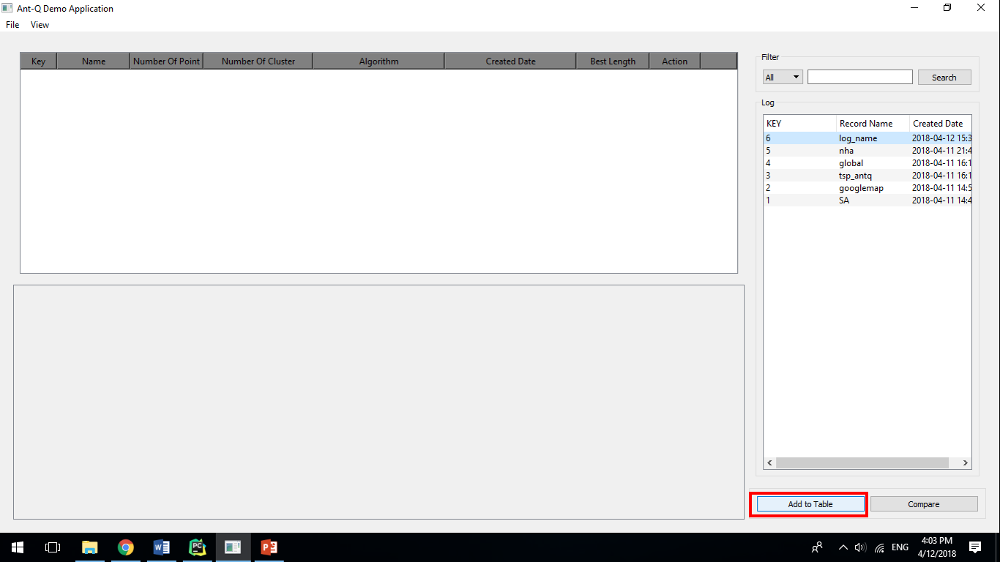 Ant-Q Demo Application
File View
Key Name Number Of Point Number Of Cluster Algorithm Created Date Best Length Action
Filter
All Search
Log
KEY Record Name Created Date
6 log_name 2018-04-12 15:3
5 nha 2018-04-11 21:4
4 global 2018-04-11 16:1
3 tsp_antq 2018-04-11 16:1
2 googlemap 2018-04-11 14:5
1 SA 2018-04-11 14:4
Add to Table Compare
ENG
4:03 PM
4/12/2018